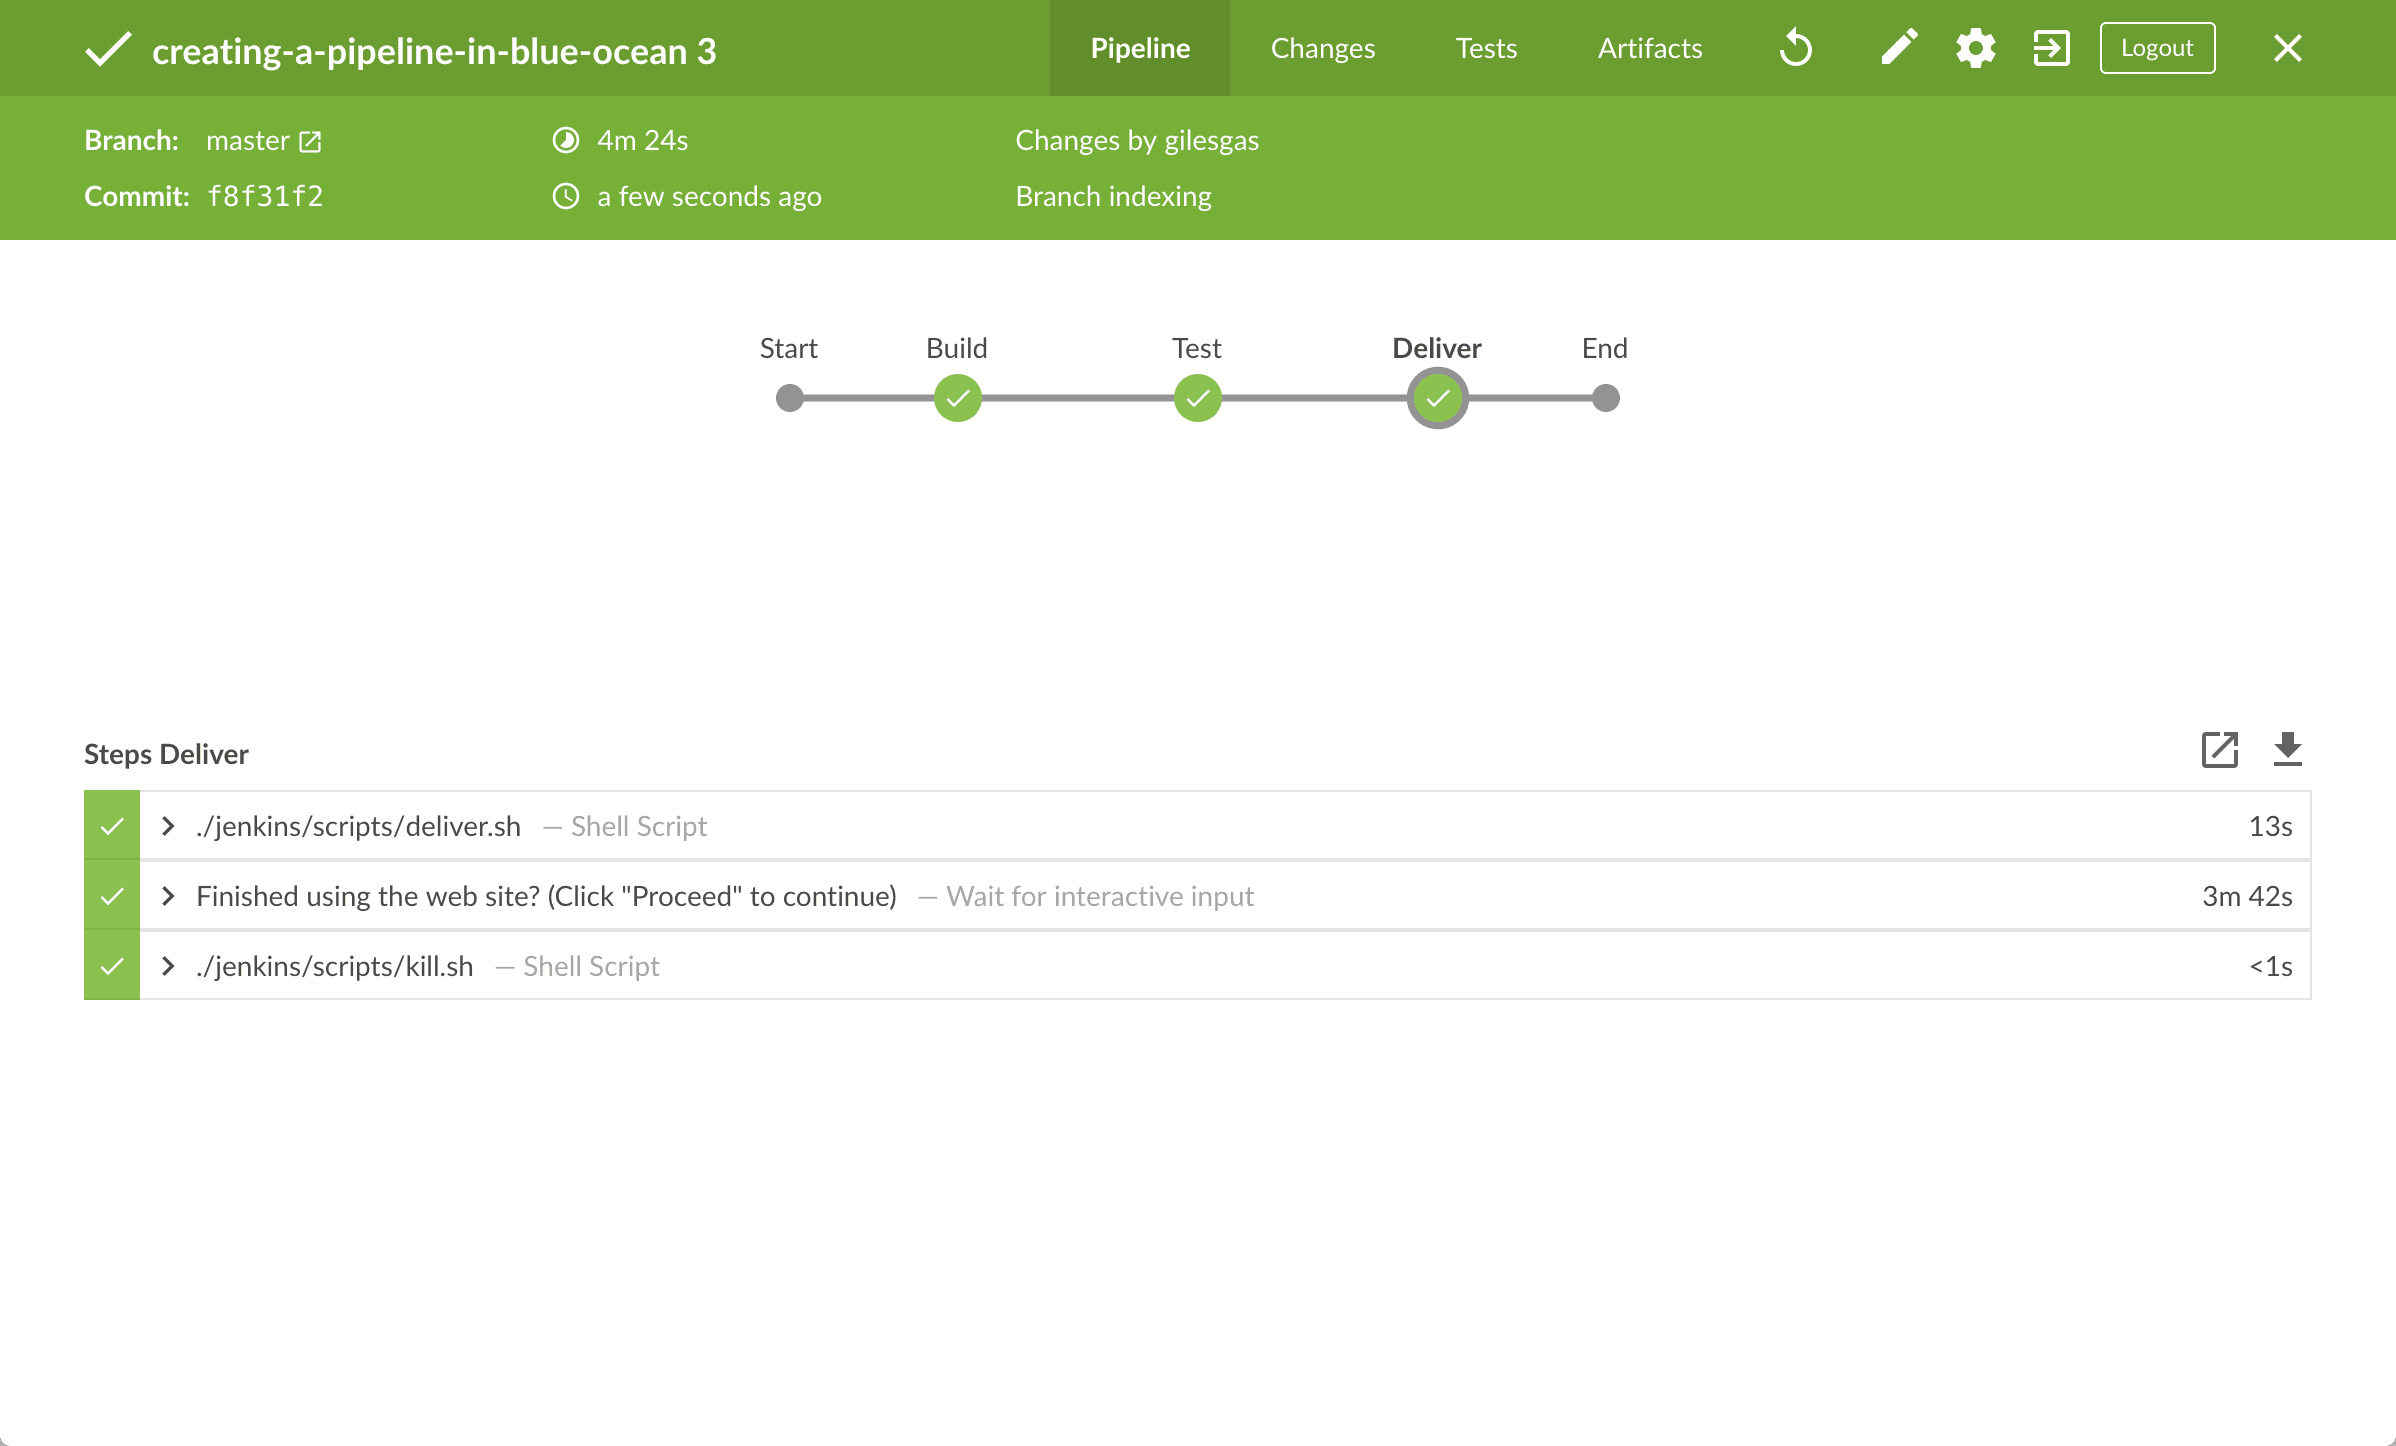 creating-a-pipeline-in-blue-ocean 3
Pipeline
Changes
Tests
Artifacts
Logout
Branch: master
4m 24s
Changes by gilesgas
Commit: f8f31f2
a few seconds ago
Branch indexing
Start
Build
Test
Deliver
End
Steps Deliver
./jenkins/scripts/deliver.sh — Shell Script 13s
Finished using the web site? (Click "Proceed" to continue) — Wait for interactive input 3m 42s
./jenkins/scripts/kill.sh — Shell Script <1s